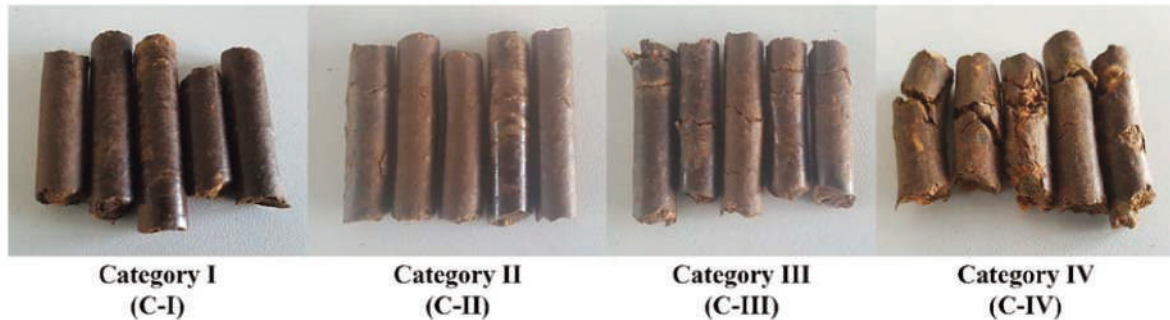 Category I
(C-I)
Category II
(C-II)
Category III
(C-III)
Category IV
(C-IV)